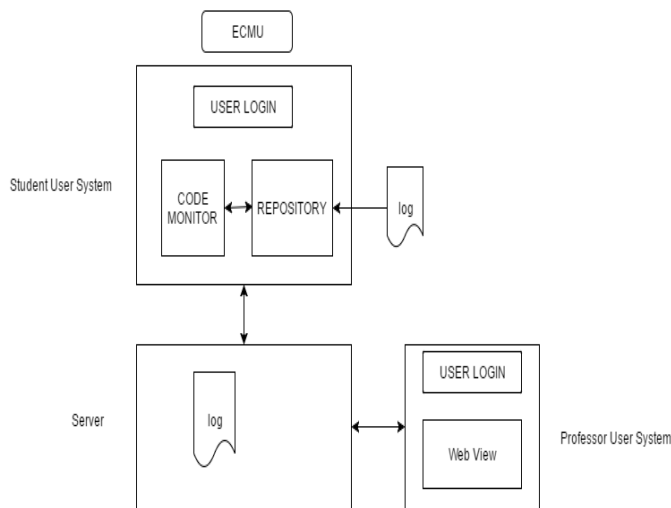 ECMU
USER LOGIN
Student User System
CODE
MONITOR
REPOSITORY
log
Server
log
USER LOGIN
Web View
Professor User System